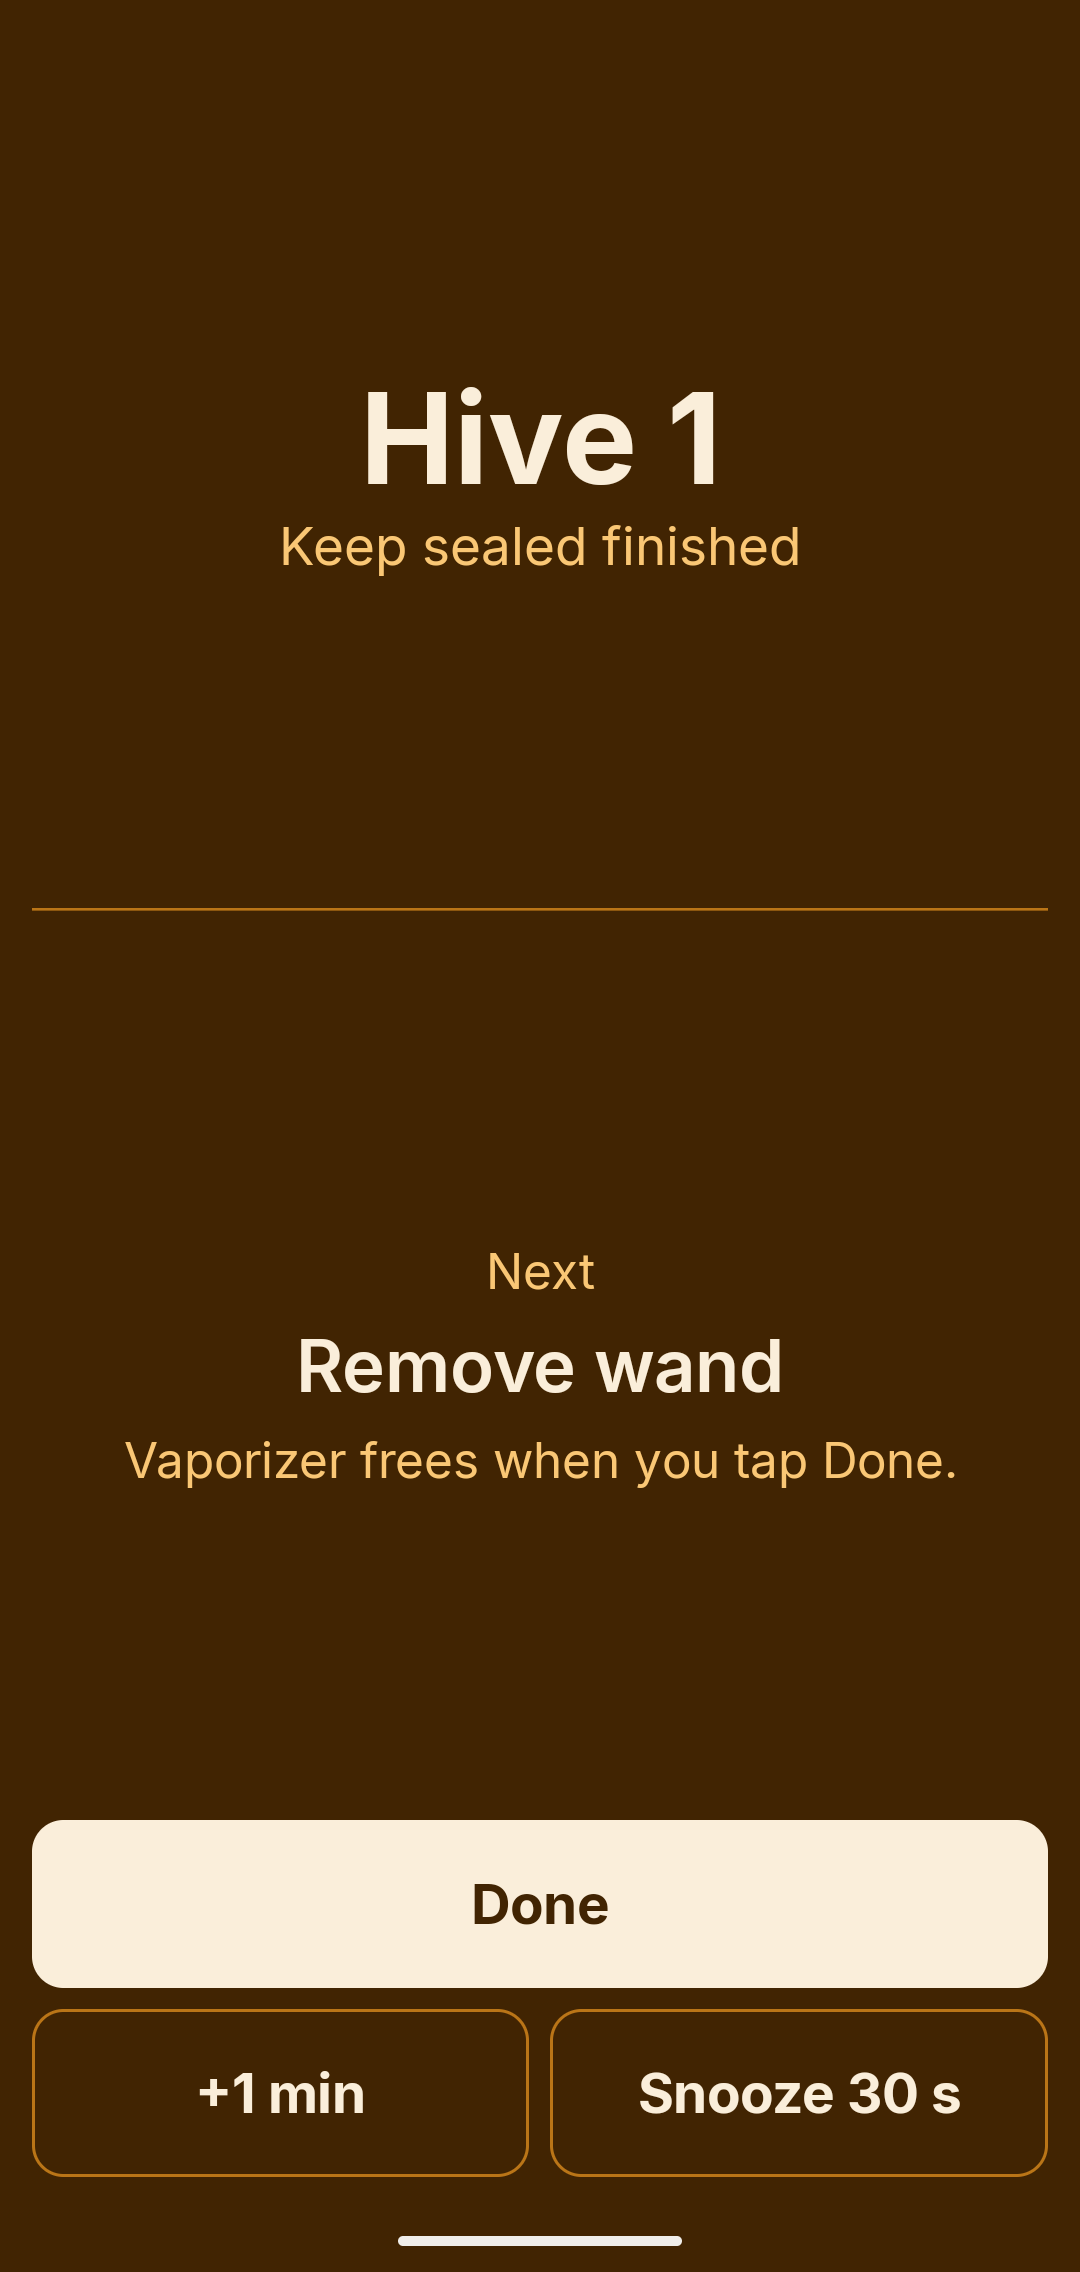 Hive 1
Keep sealed finished
Next
Remove wand
Vaporizer frees when you tap Done.
Done
+1 min
Snooze 30 s